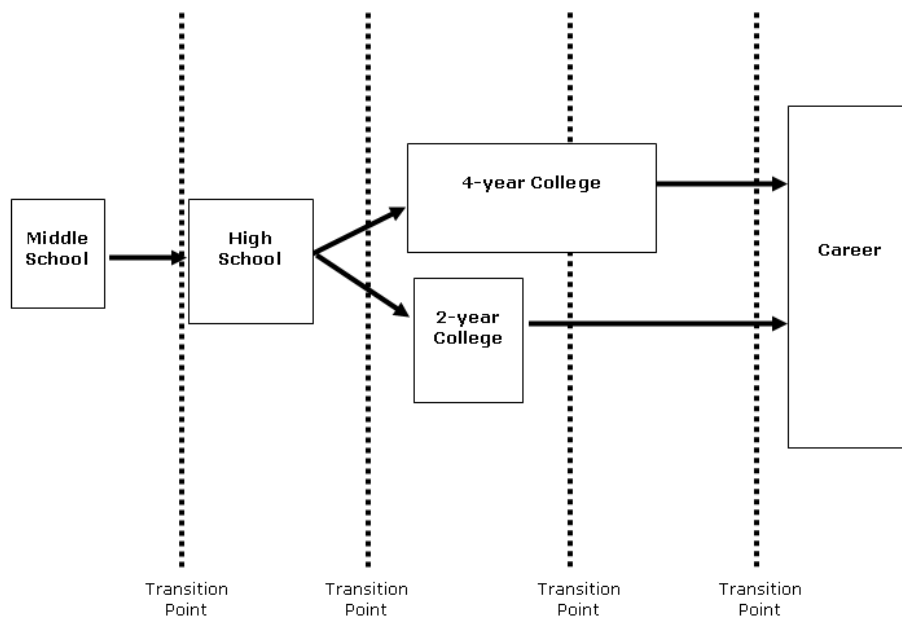 Middle
School
High
School
4-year College
2-year
College
Career
Transition
Point
Transition
Point
Transition
Point
Transition
Point